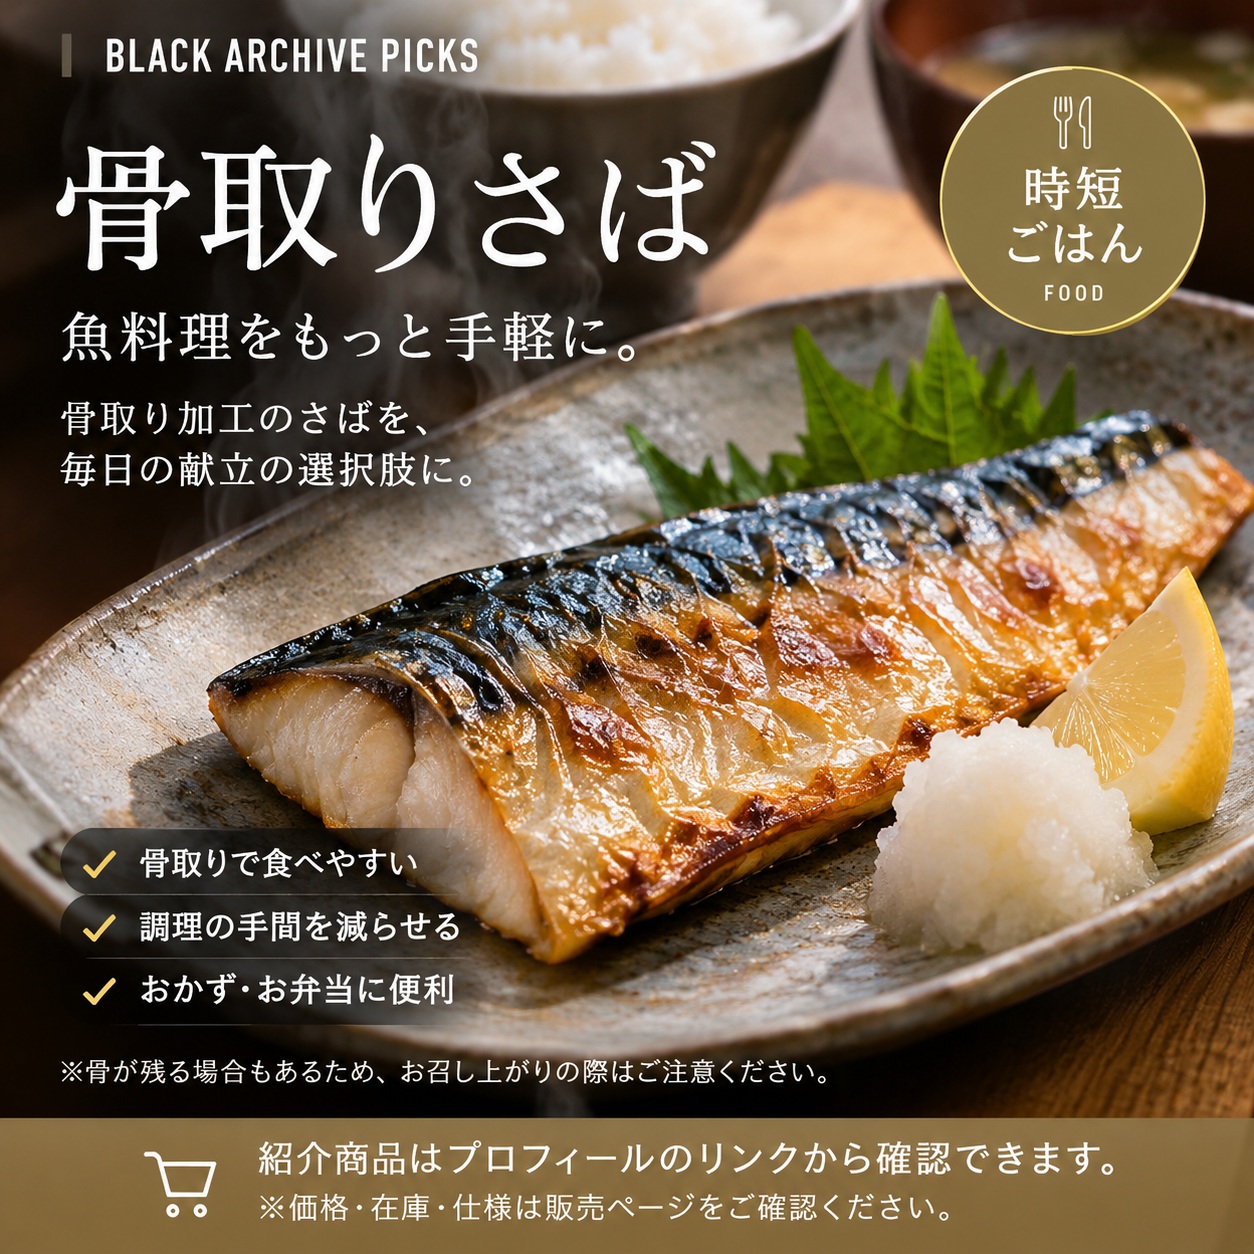 BLACK ARCHIVE PICKS
骨取りさば
時短
ごはん
FOOD
魚料理をもっと手軽に。
骨取り加工のさばを、
毎日の献立の選択肢に。
骨取りで食べやすい
調理の手間を減らせる
おかず・お弁当に便利
※骨が残る場合もあるため、お召し上がりの際はご注意ください。
紹介商品はプロフィールのリンクから確認できます。
※価格・在庫・仕様は販売ページをご確認ください。